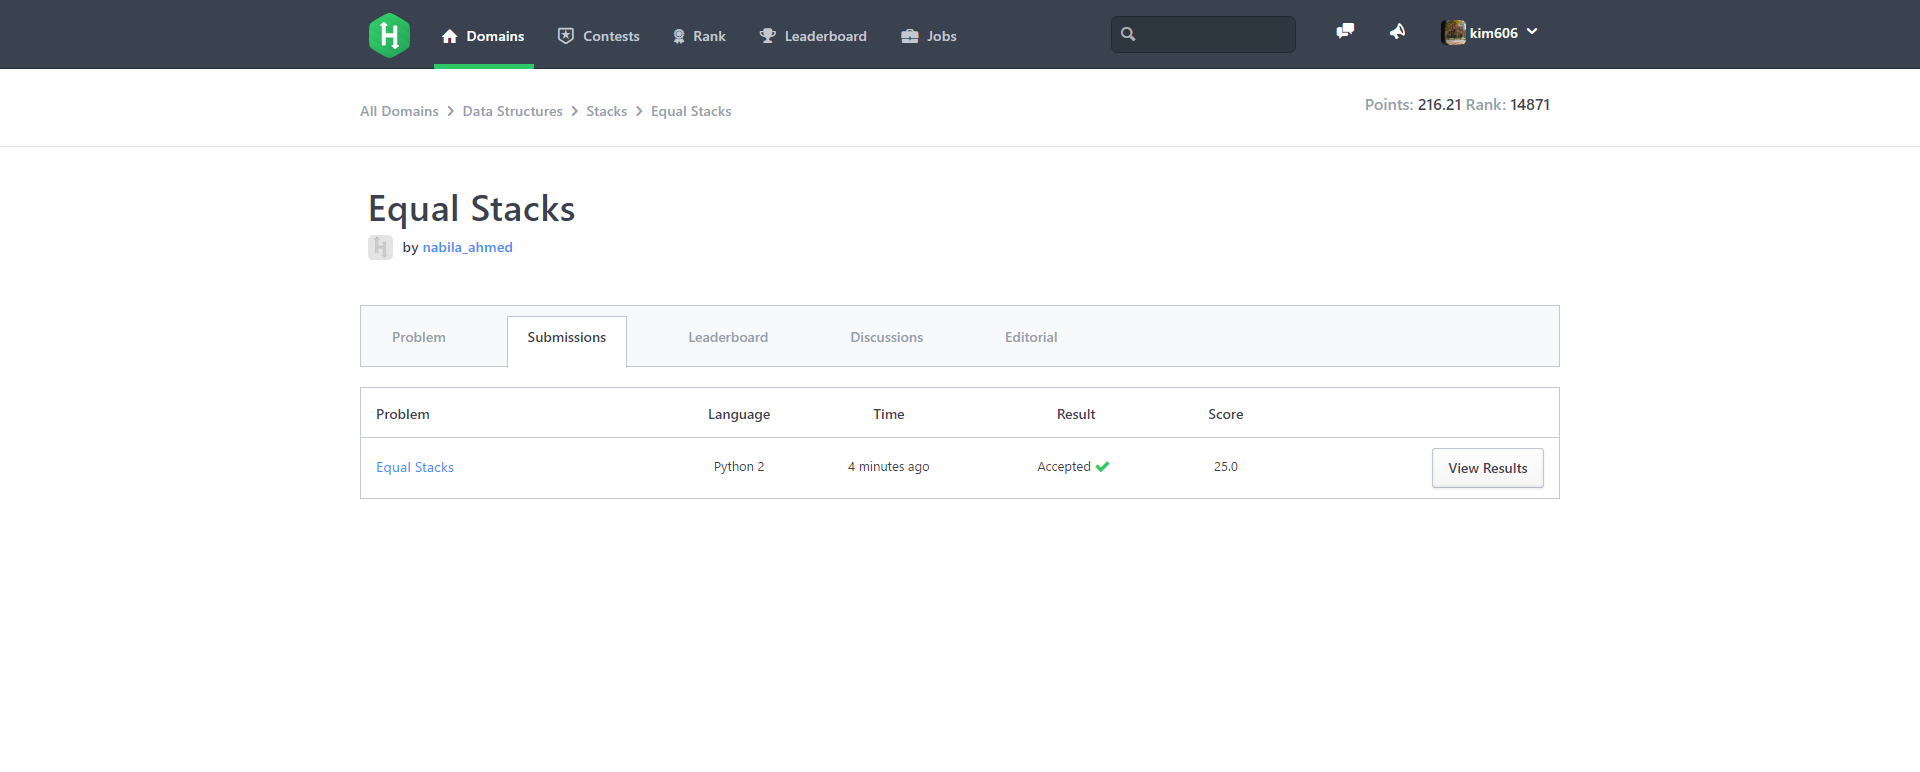 H Domains Contests Rank Leaderboard Jobs kim606
All Domains > Data Structures > Stacks > Equal Stacks Points: 216.21 Rank: 14871
Equal Stacks
H by nabila_ahmed
Problem Submissions Leaderboard Discussions Editorial
Problem Language Time Result Score
Equal Stacks Python 2 4 minutes ago Accepted 25.0 View Results